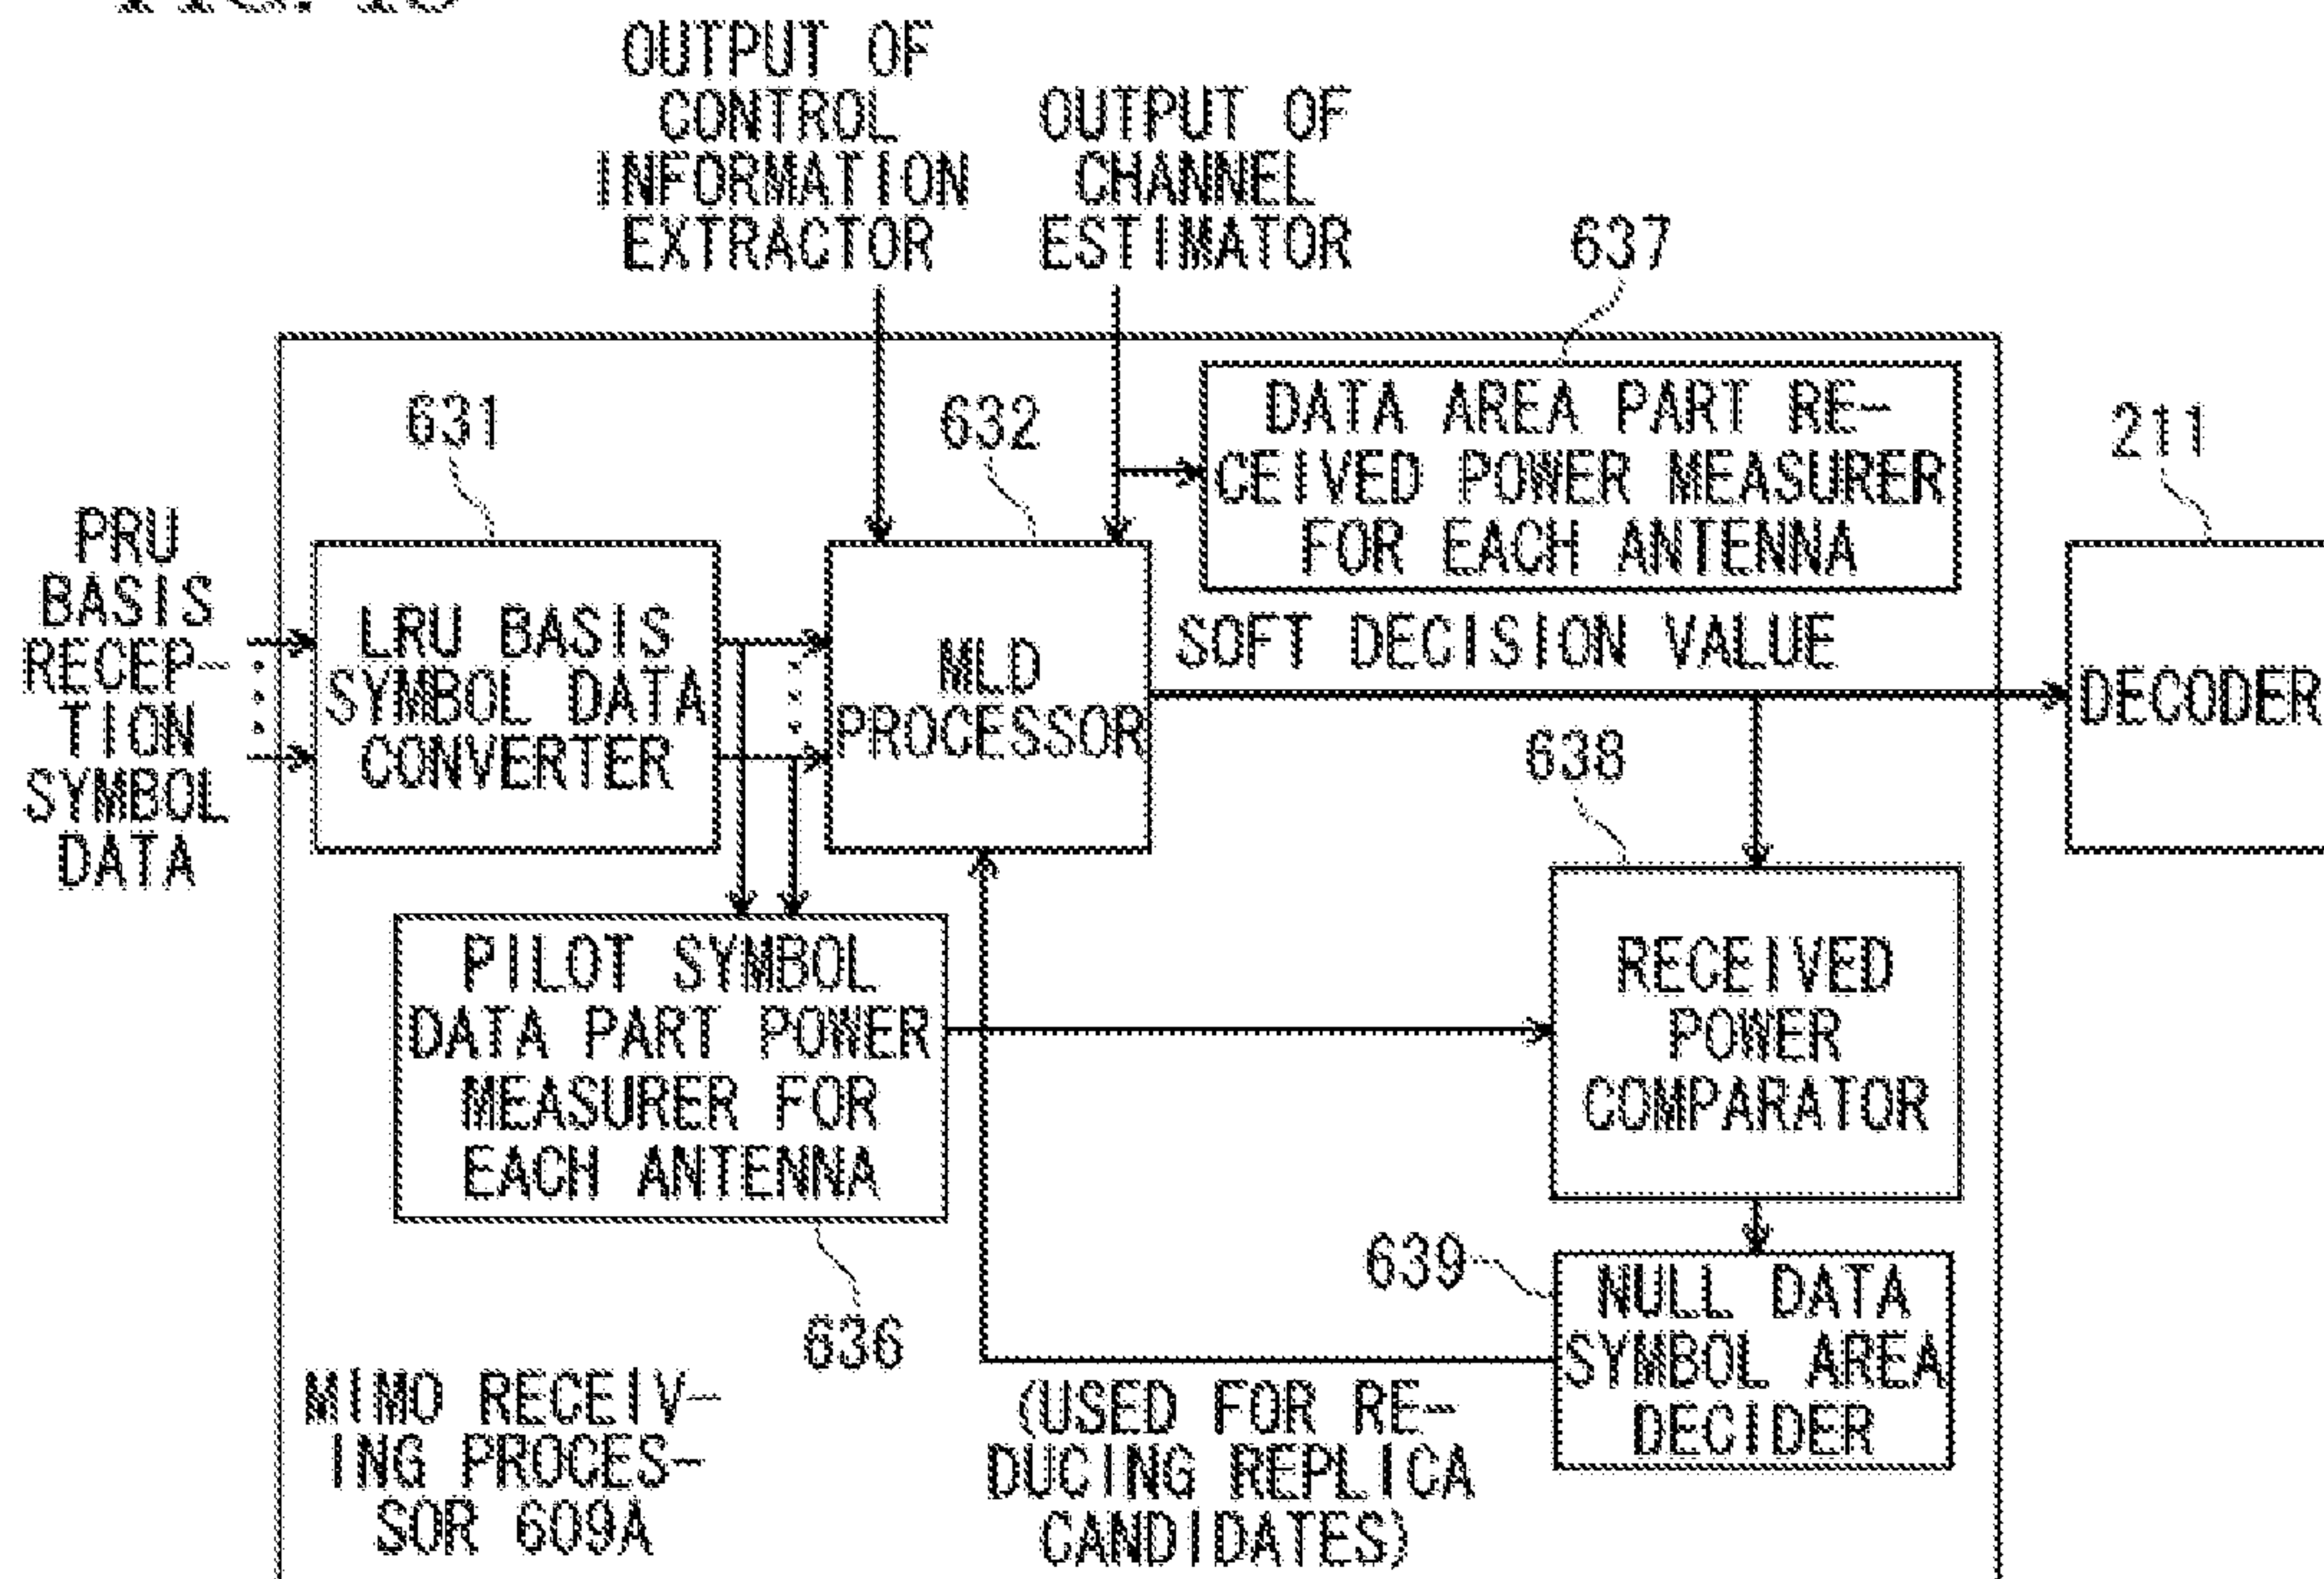 OUTPUT OF
CONTROL
INFORMATION
EXTRACTOR
OUTPUT OF
CHANNEL
ESTIMATOR
637
631
632
DATA AREA PART RE-
CEIVED POWER MEASURER
FOR EACH ANTENNA
211
PRU
BASIS
RECEP-
TION
SYMBOL
DATA
LRU BASIS
SYMBOL DATA
CONVERTER
MLD
PROCESSOR
SOFT DECISION VALUE
DECODER
638
PILOT SYMBOL
DATA PART POWER
MEASURER FOR
EACH ANTENNA
RECEIVED
POWER
COMPARATOR
636
639
NULL DATA
SYMBOL AREA
DECIDER
MIMO RECEIV-
ING PROCES-
SOR 609A
(USED FOR RE-
DUCING REPLICA
CANDIDATES)